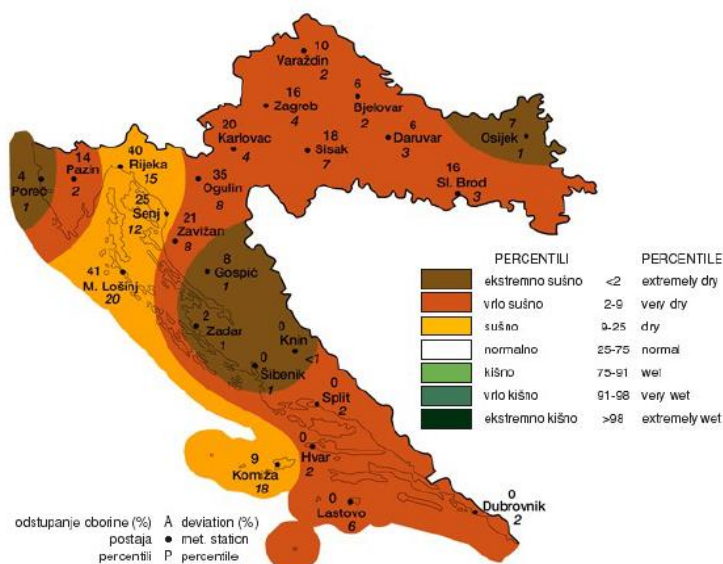 10
Varaždin
2
6
Bjelovar
2
16
Zagreb
4
20
Karlovac
4
18
Sisak
7
6
Daruvar
3
7
Osijek
1
16
Sl. Brod
3
4
Poreč
1
14
Pazin
2
40
Rijeka
15
35
Ogulin
8
25
Senj
12
21
Zavižan
8
41
M. Lošinj
20
8
Gospić
1
2
Zadar
1
0
Knin
<1
0
Šibenik
1
0
Split
2
0
Hvar
2
9
Komiža
18
0
Lastovo
6
0
Dubrovnik
2
PERCENTILI PERCENTILE
ekstremno sušno <2 extremely dry
vrlo sušno 2-9 very dry
sušno 9-25 dry
normalno 25-75 normal
kišno 75-91 wet
vrlo kišno 91-98 very wet
ekstremno kišno >98 extremely wet
odstupanje oborine (%) A deviation (%)
postaja ● met. station
percentili P percentile